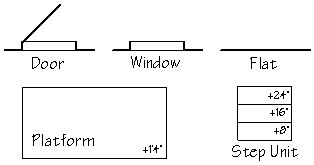 Door Window Flat
+24"
+16"
Platform +8"
+14"
Step Unit